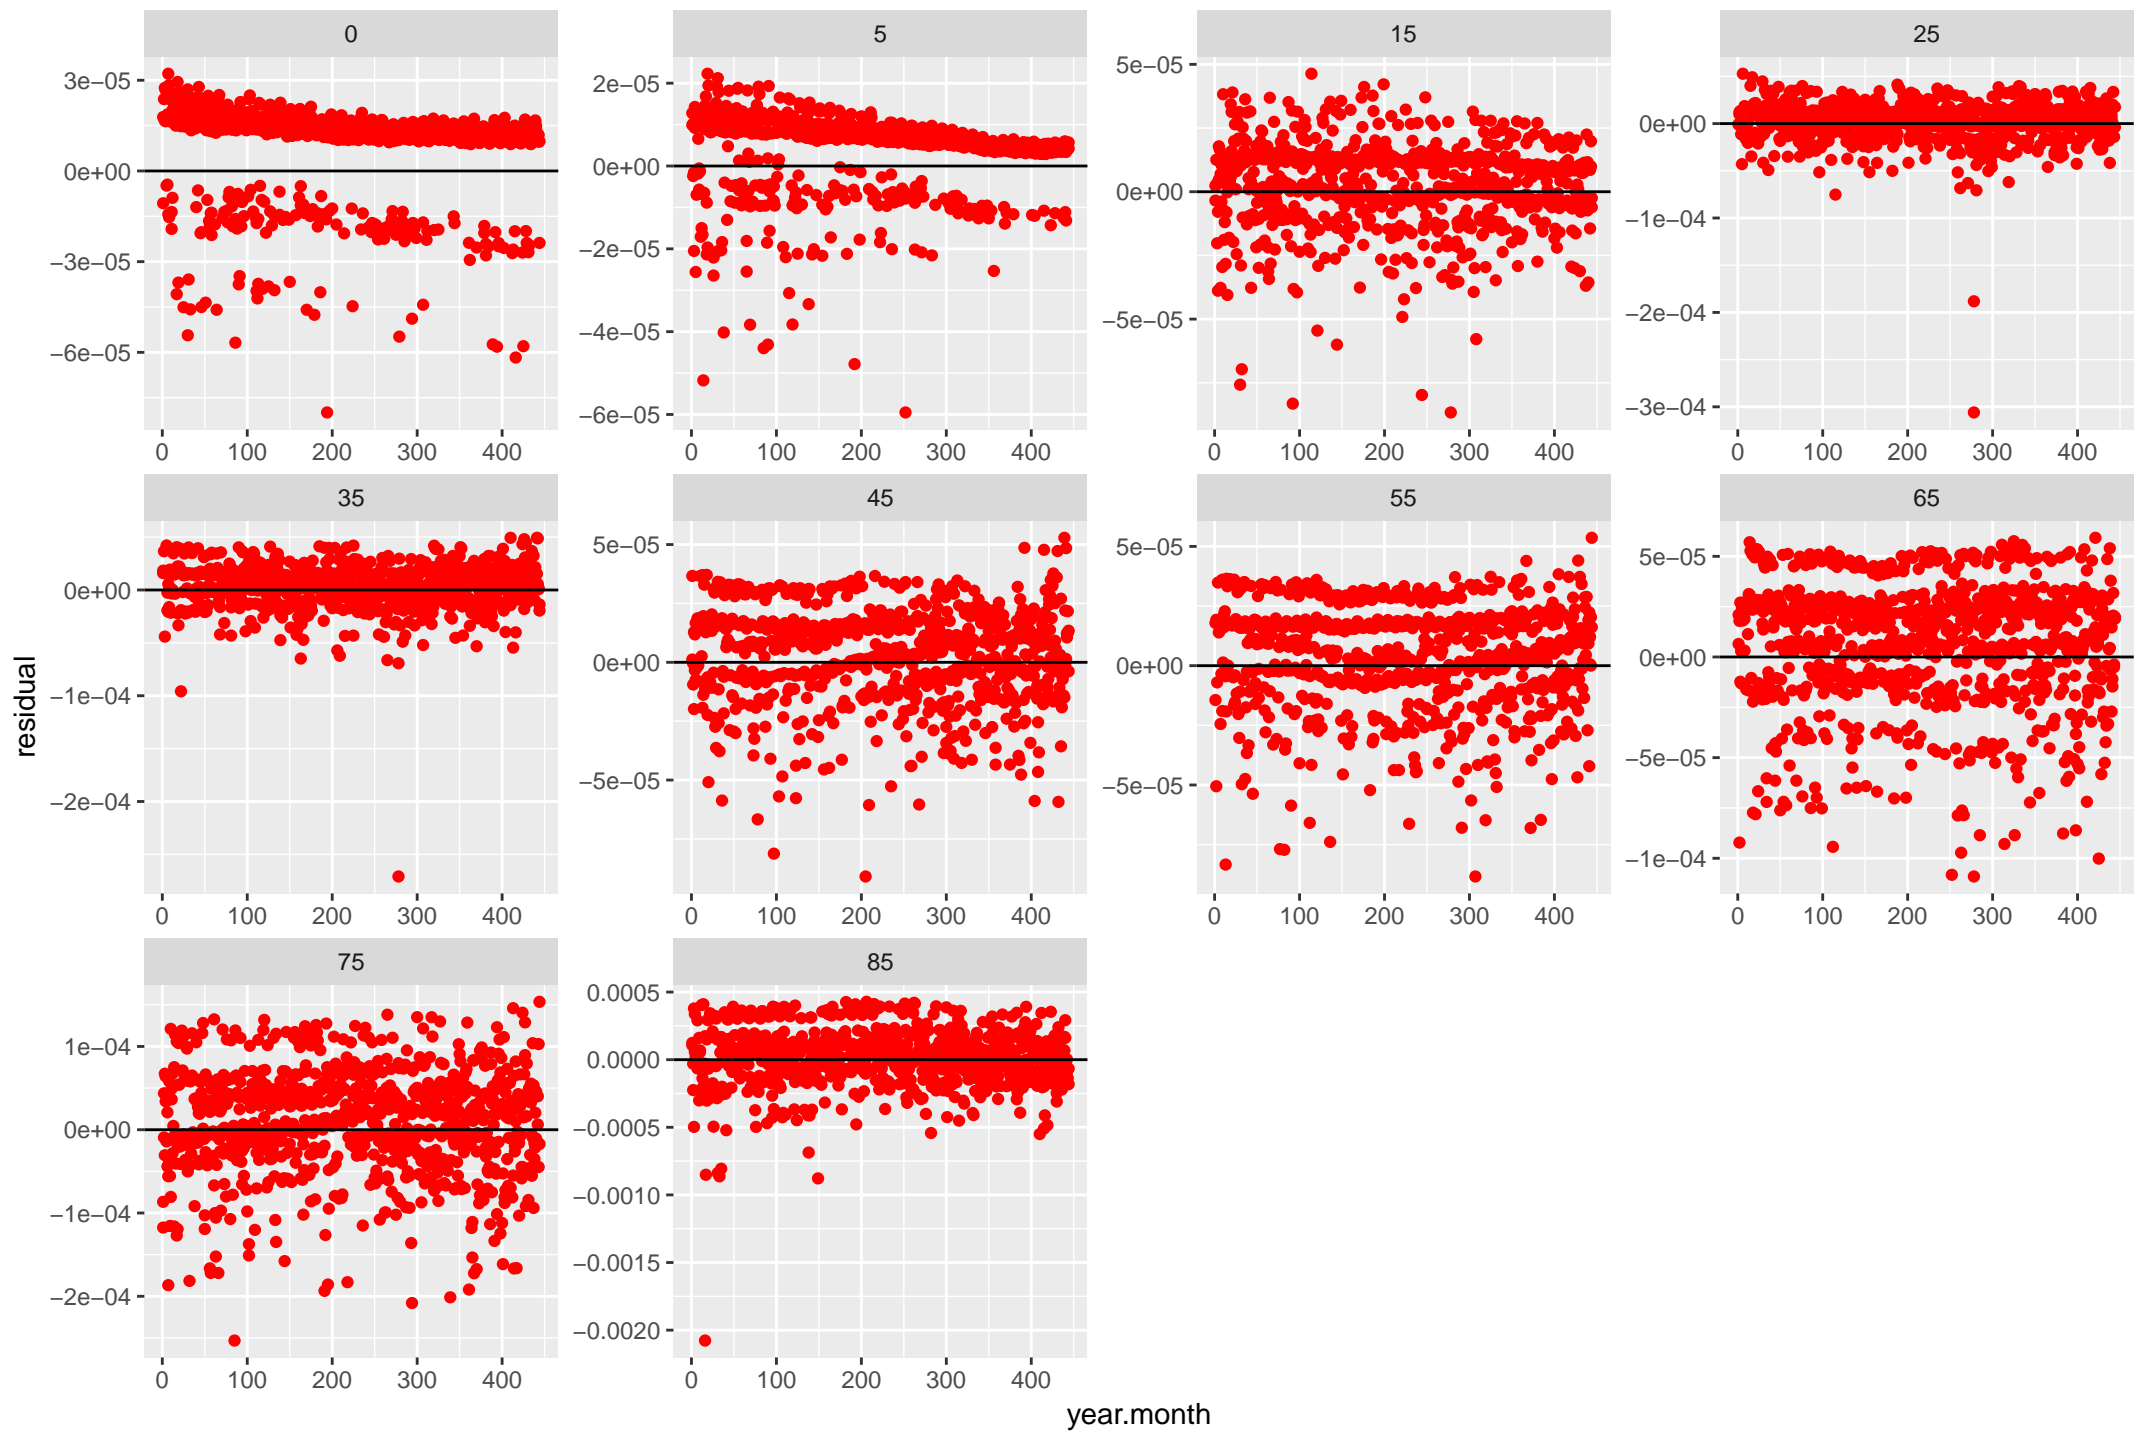 0 5 15 25
3e−05
0e+00
−3e−05
−6e−05
0 100 200 300 400
2e−05
0e+00
−2e−05
−4e−05
−6e−05
0 100 200 300 400
5e−05
0e+00
−5e−05
0 100 200 300 400
0e+00
−1e−04
−2e−04
−3e−04
0 100 200 300 400
35 45 55 65
0e+00
−1e−04
−2e−04
0 100 200 300 400
5e−05
0e+00
−5e−05
0 100 200 300 400
5e−05
0e+00
−5e−05
0 100 200 300 400
5e−05
0e+00
−5e−05
−1e−04
0 100 200 300 400
75 85
1e−04
0e+00
−1e−04
−2e−04
0 100 200 300 400
0.0005
0.0000
−0.0005
−0.0010
−0.0015
−0.0020
0 100 200 300 400
residual
year.month